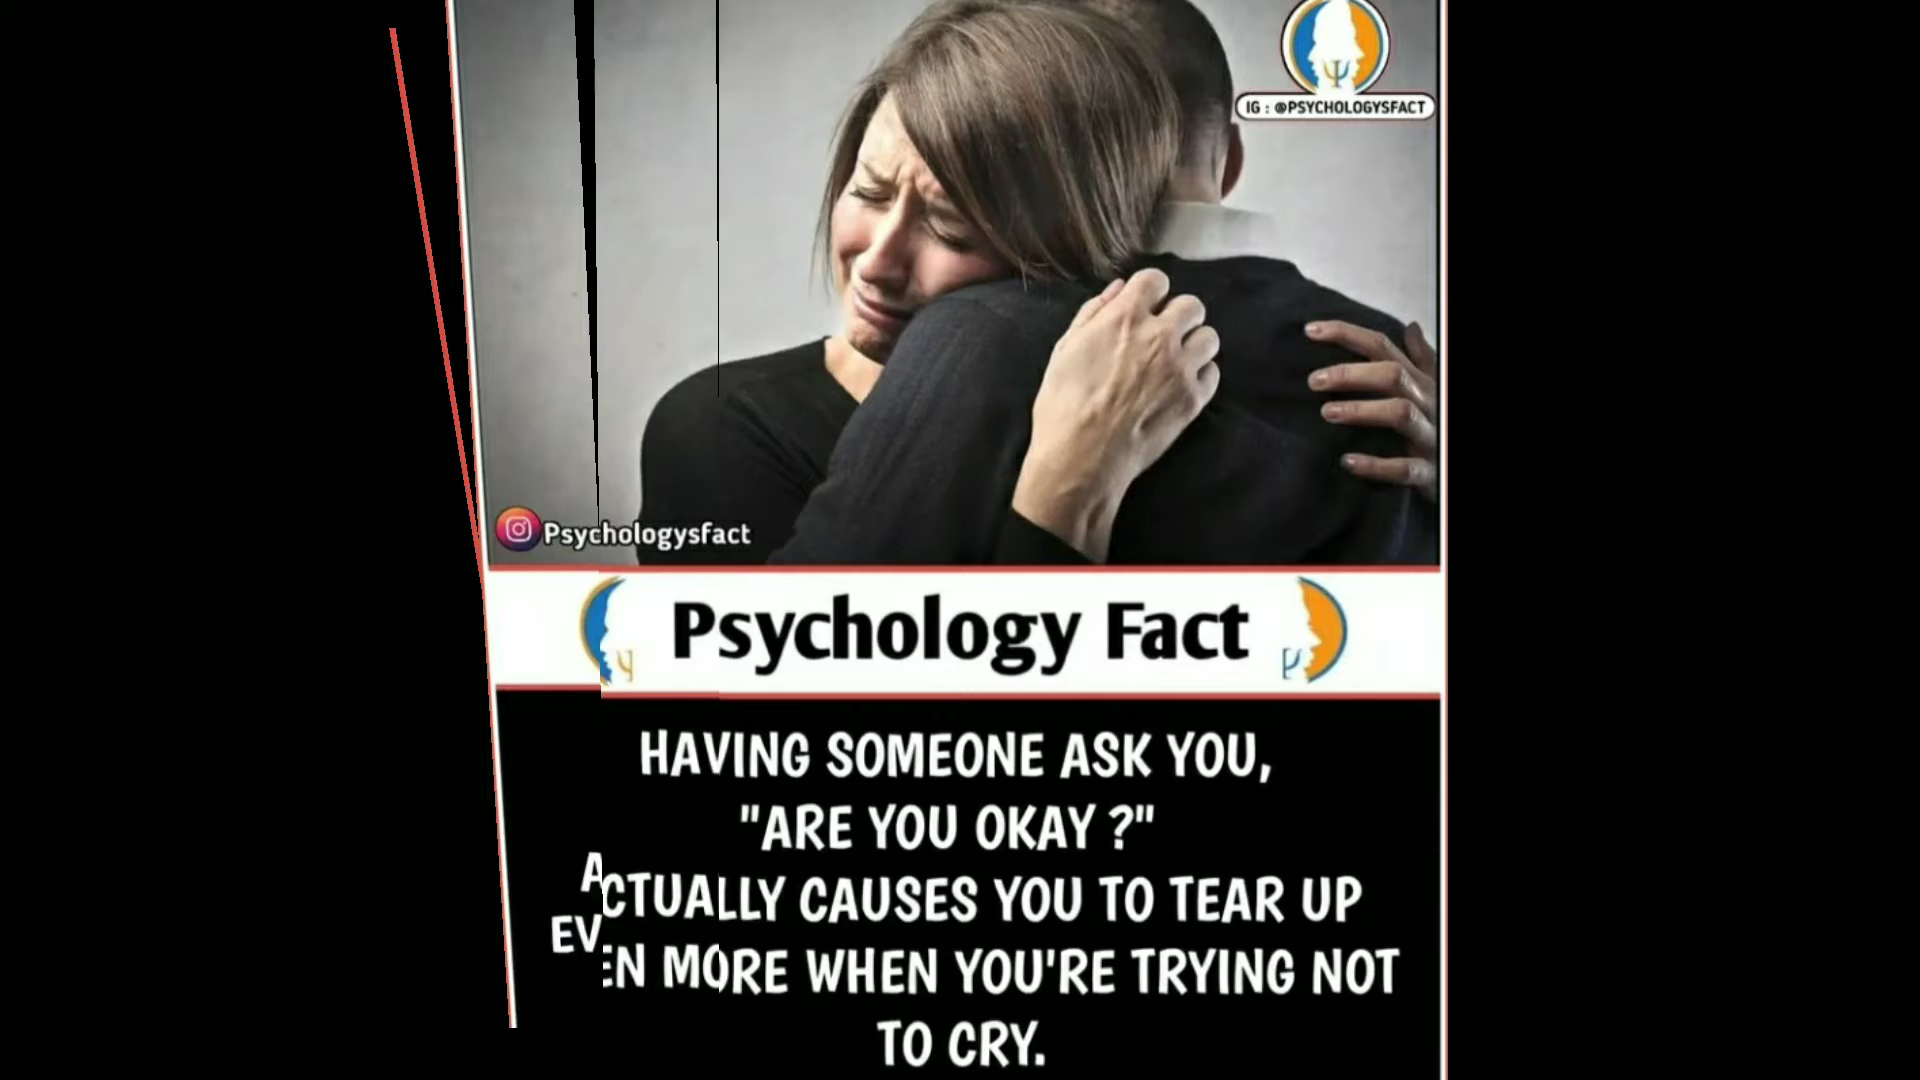 IG : @PSYCHOLOGYSFACT
Psychologysfact
Psychology Fact
HAVING SOMEONE ASK YOU,
"ARE YOU OKAY ?"
ACTUALLY CAUSES YOU TO TEAR UP
EVEN MORE WHEN YOU'RE TRYING NOT
TO CRY.